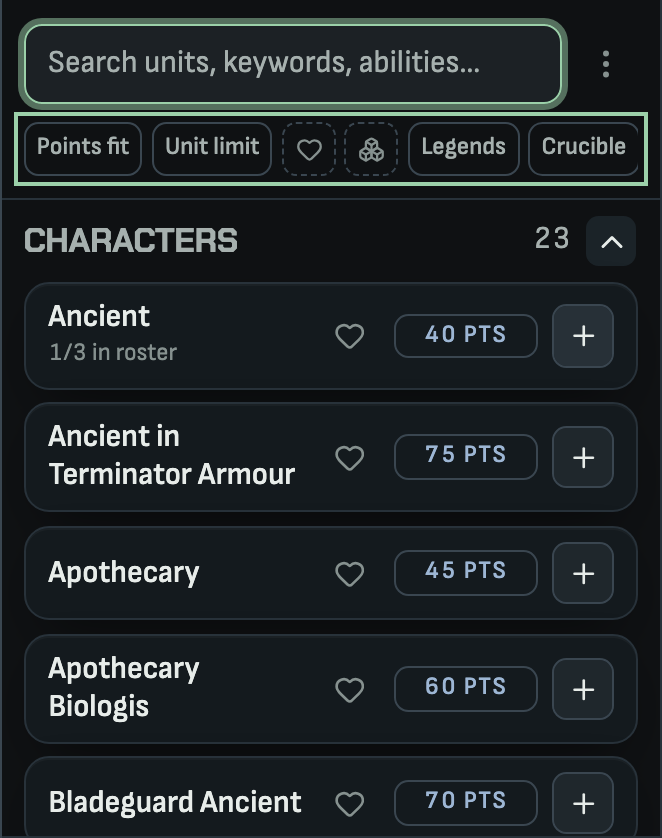 Search units, keywords, abilities...
Points fit
Unit limit
Legends
Crucible
CHARACTERS
23
Ancient
1/3 in roster
40 PTS
Ancient in
Terminator Armour
75 PTS
Apothecary
45 PTS
Apothecary
Biologis
60 PTS
Bladeguard Ancient
70 PTS